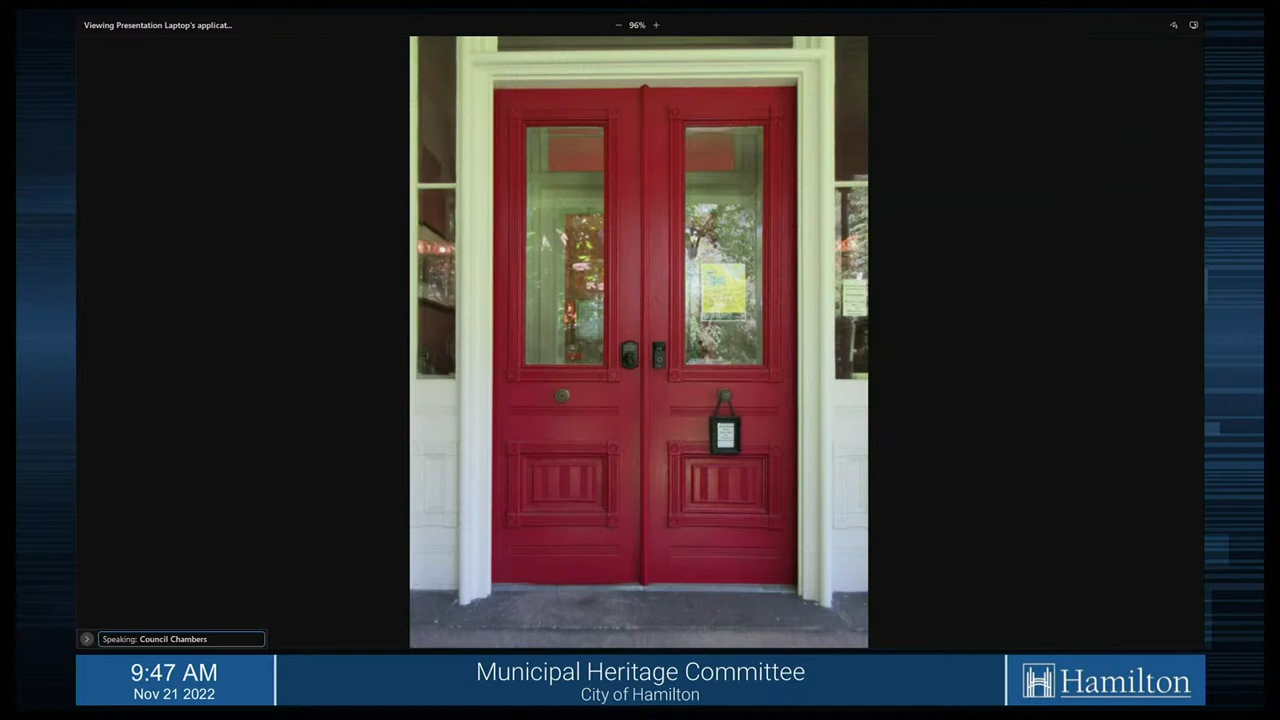 Viewing Presentation Laptop's applicat...
96%
Speaking: Council Chambers
9:47 AM
Nov 21 2022
Municipal Heritage Committee
City of Hamilton
Hamilton